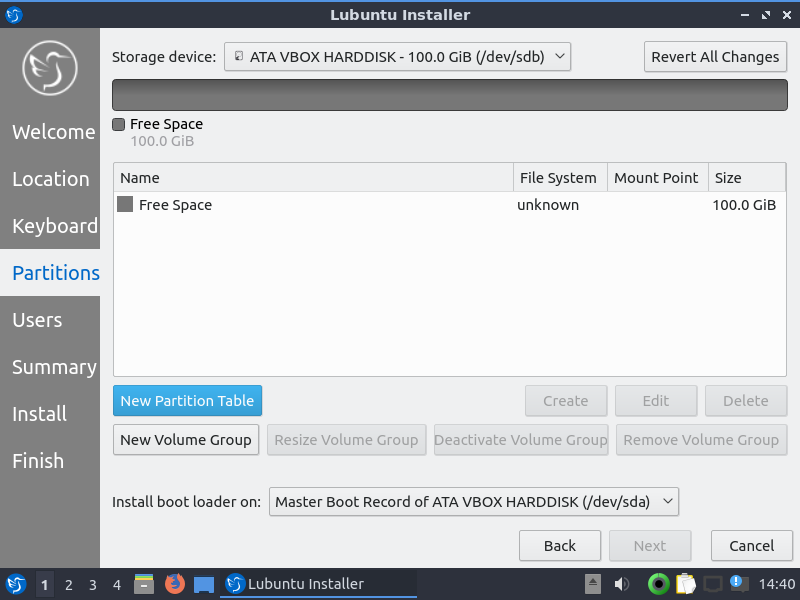 Lubuntu Installer
Storage device: ATA VBOX HARDDISK - 100.0 GiB (/dev/sdb) Revert All Changes
Free Space
100.0 GiB
Welcome
Location
Keyboard
Partitions
Users
Summary
Install
Finish
Name File System Mount Point Size
Free Space unknown 100.0 GiB
New Partition Table Create Edit Delete
New Volume Group Resize Volume Group Deactivate Volume Group Remove Volume Group
Install boot loader on: Master Boot Record of ATA VBOX HARDDISK (/dev/sda)
Back Next Cancel
1 2 3 4 Lubuntu Installer 14:40